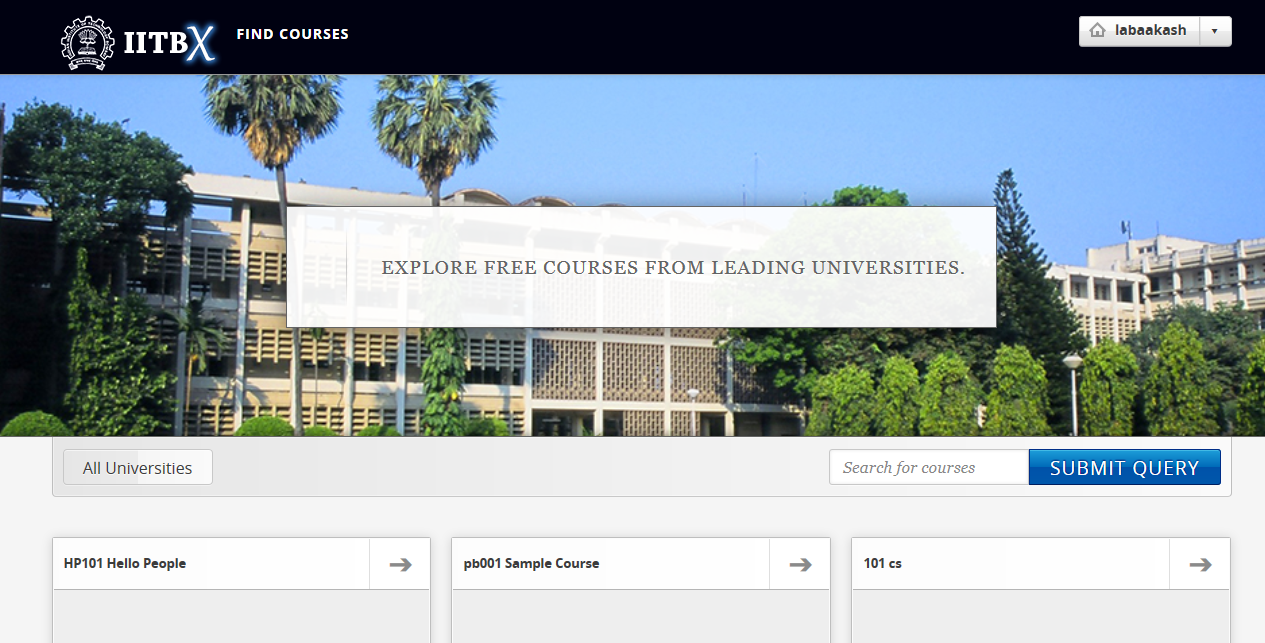 IITBX
FIND COURSES
labaakash
EXPLORE FREE COURSES FROM LEADING UNIVERSITIES.
All Universities
Search for courses
SUBMIT QUERY
HP101 Hello People
pb001 Sample Course
101 cs